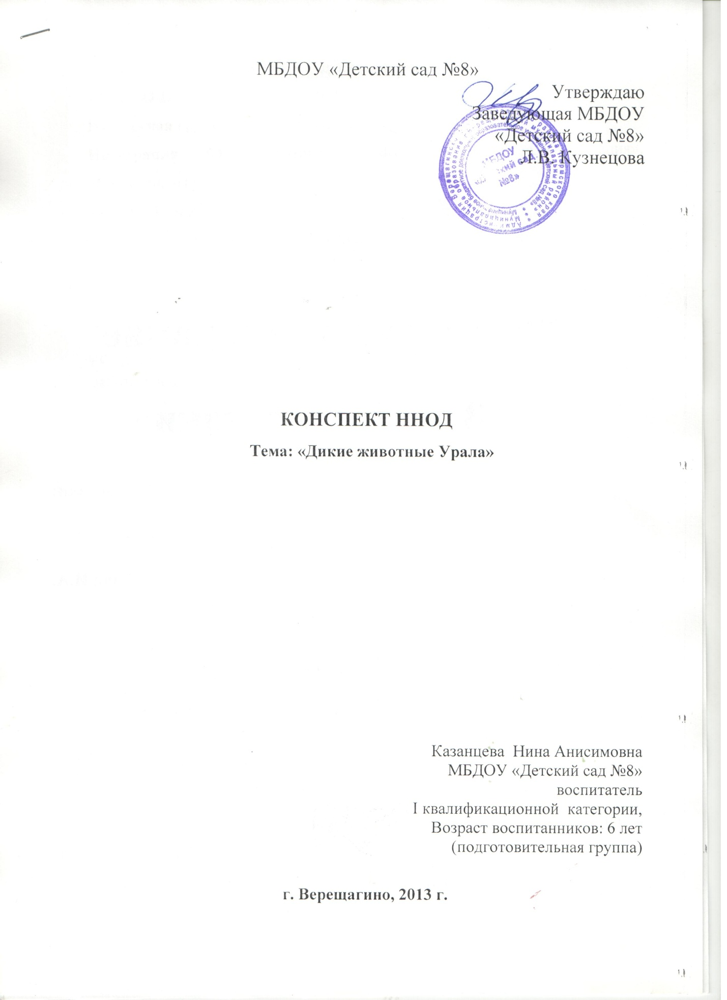 МБДОУ «Детский сад №8»
Утверждаю
Заведующая МБДОУ
«Детский сад №8»
Л.В. Кузнецова
МБДОУ
сад
№8»
КОНСПЕКТ ННОД
Тема: «Дикие животные Урала»
Казанцева  Нина Анисимовна
МБДОУ «Детский сад №8»
воспитатель
I квалификационной  категории,
Возраст воспитанников: 6 лет
(подготовительная группа)
г. Верещагино, 2013 г.